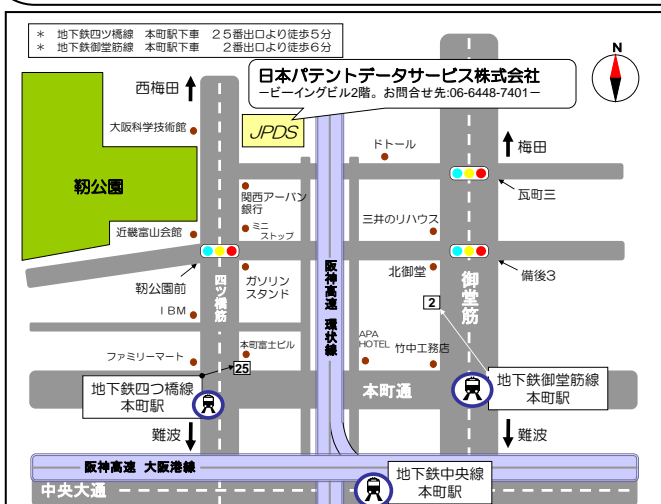 * 地下鉄四ツ橋線 本町駅下車 25番出口より徒歩5分
* 地下鉄御堂筋線 本町駅下車 2番出口より徒歩6分
N
日本パテントデータサービス株式会社
−ビーイングビル2階。お問合せ先:06-6448-7401−
西梅田
JPDS
大阪科学技術館
ドトール
梅田
靭公園
関西アーバン
銀行
瓦町三
近畿富山会館
ミニ
ストップ
三井のリハウス
靭公園前
四ツ橋筋
ガソリン
スタンド
阪神高速 環状線
北御堂
御堂筋
備後3
2
IBM
本町富士ビル
APA
HOTEL
竹中工務店
ファミリーマート
25
地下鉄四つ橋線
本町駅
本町通
地下鉄御堂筋線
本町駅
難波
難波
阪神高速 大阪港線
地下鉄中央線
本町駅
中央大通